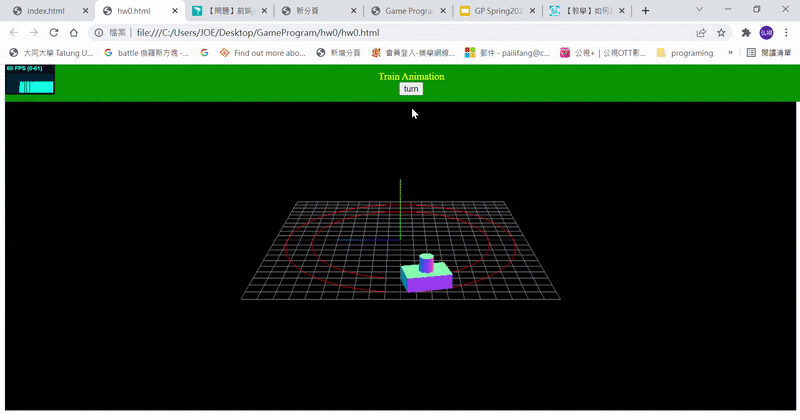 index.html
hw0.html
【問題】前端j
新分頁
Game Program
GP Spring202
【教學】如何
檔案 | file:///C:/Users/JOE/Desktop/GameProgram/hw0/hw0.html
大同大學 Tatung U...
battle 俄羅斯方塊 -...
G
Find out more abo...
新增分頁
會員登入-樂學網線...
郵件 - pailifang@c...
公視+ | 公視OTT影...
programing
»
閱讀清單
60 FPS (0-61)
Train Animation
turn